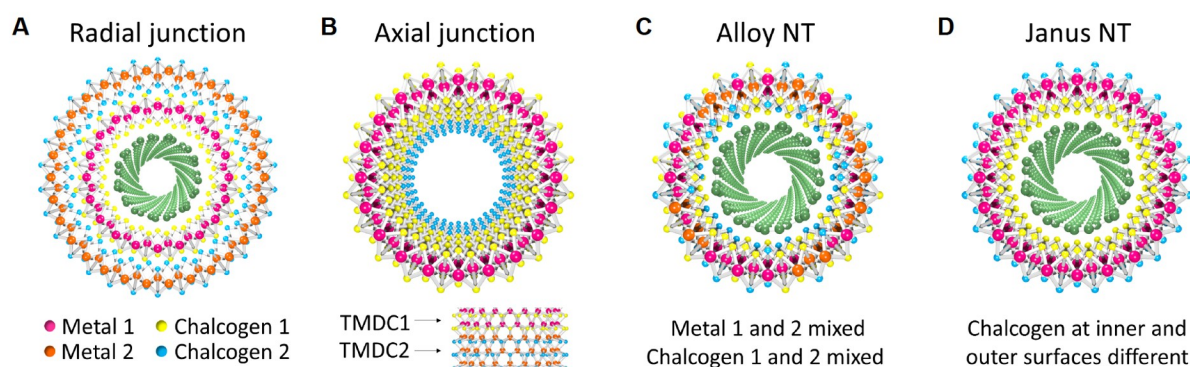 A Radial junction
B Axial junction
C Alloy NT
D Janus NT
Metal 1 Chalcogen 1
Metal 2 Chalcogen 2
TMDC1
TMDC2
Metal 1 and 2 mixed
Chalcogen 1 and 2 mixed
Chalcogen at inner and
outer surfaces different